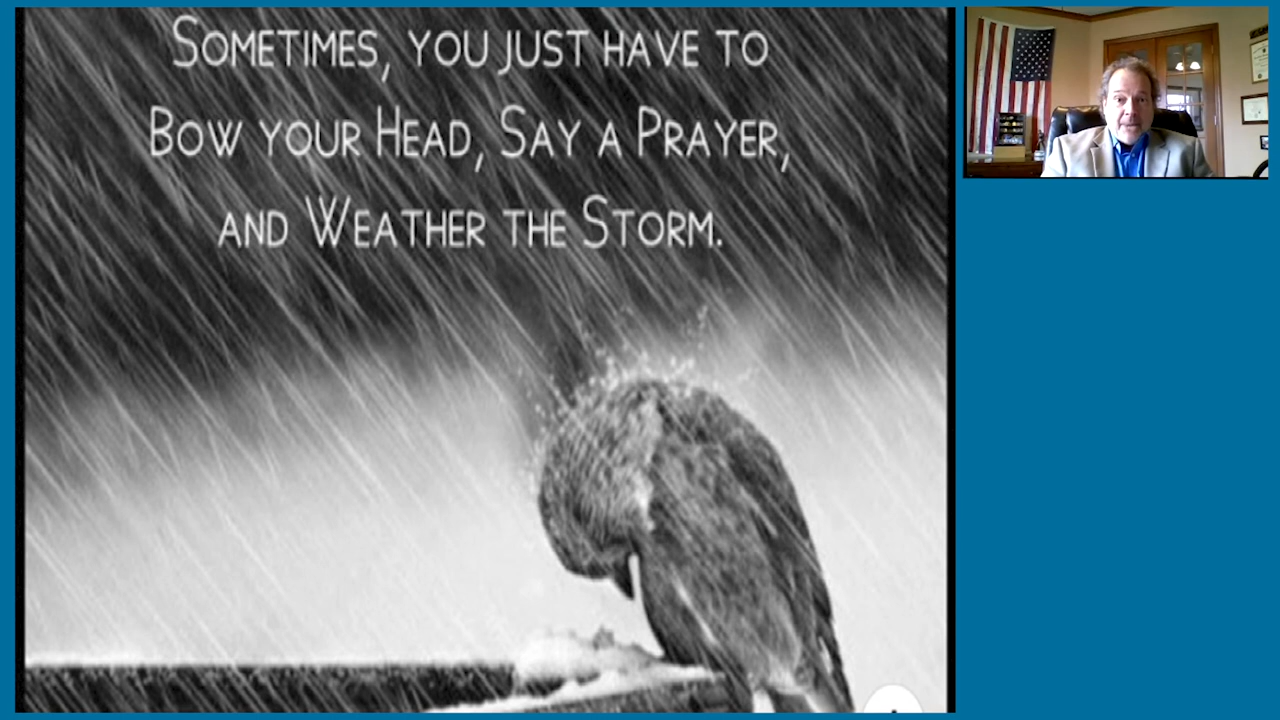 Sometimes, you just have to
Bow your Head, Say a Prayer,
and Weather the Storm.